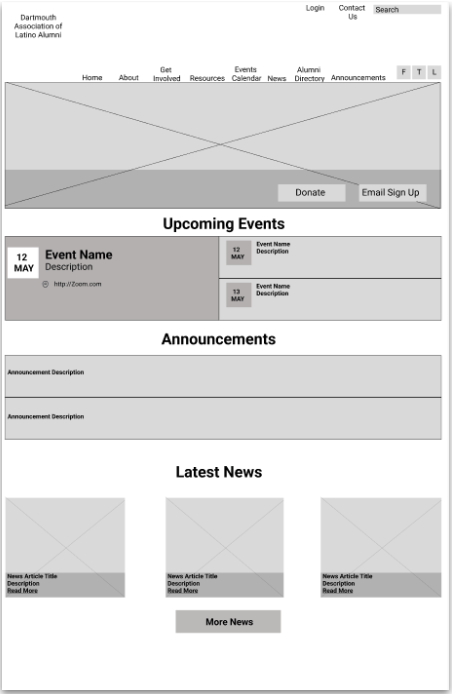 Login
Contact
Us
Search
Dartmouth
Association of
Latino Alumni
Home
About
Get
Involved
Resources
Events
Calendar
News
Alumni
Directory
Announcements
F T L
Donate
Email Sign Up
Upcoming Events
12
MAY
Event Name
Description
http://Zoom.com
12
MAY
Event Name
Description
13
MAY
Event Name
Description
Announcements
Announcement Description
Announcement Description
Latest News
News Article Title
Description
Read More
News Article Title
Description
Read More
News Article Title
Description
Read More
More News